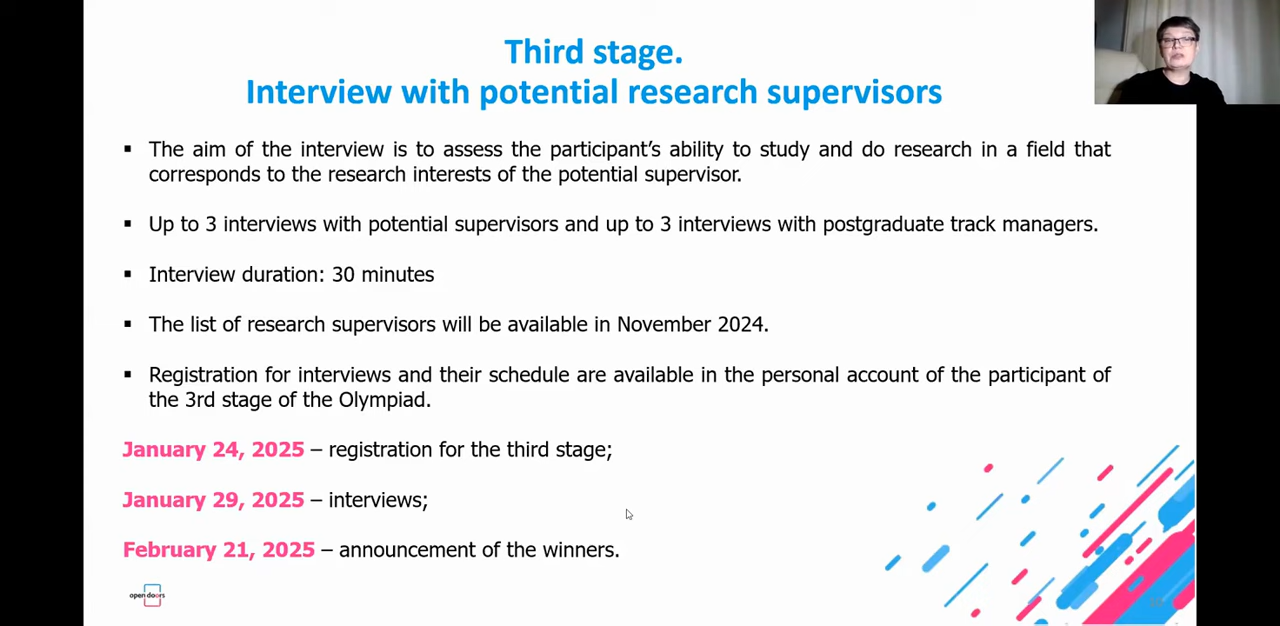 Third stage.
Interview with potential research supervisors
▪ The aim of the interview is to assess the participant's ability to study and do research in a field that
corresponds to the research interests of the potential supervisor.
▪ Up to 3 interviews with potential supervisors and up to 3 interviews with postgraduate track managers.
▪ Interview duration: 30 minutes
▪ The list of research supervisors will be available in November 2024.
▪ Registration for interviews and their schedule are available in the personal account of the participant of
the 3rd stage of the Olympiad.
January 24, 2025 – registration for the third stage;
January 29, 2025 – interviews;
February 21, 2025 – announcement of the winners.
open doors